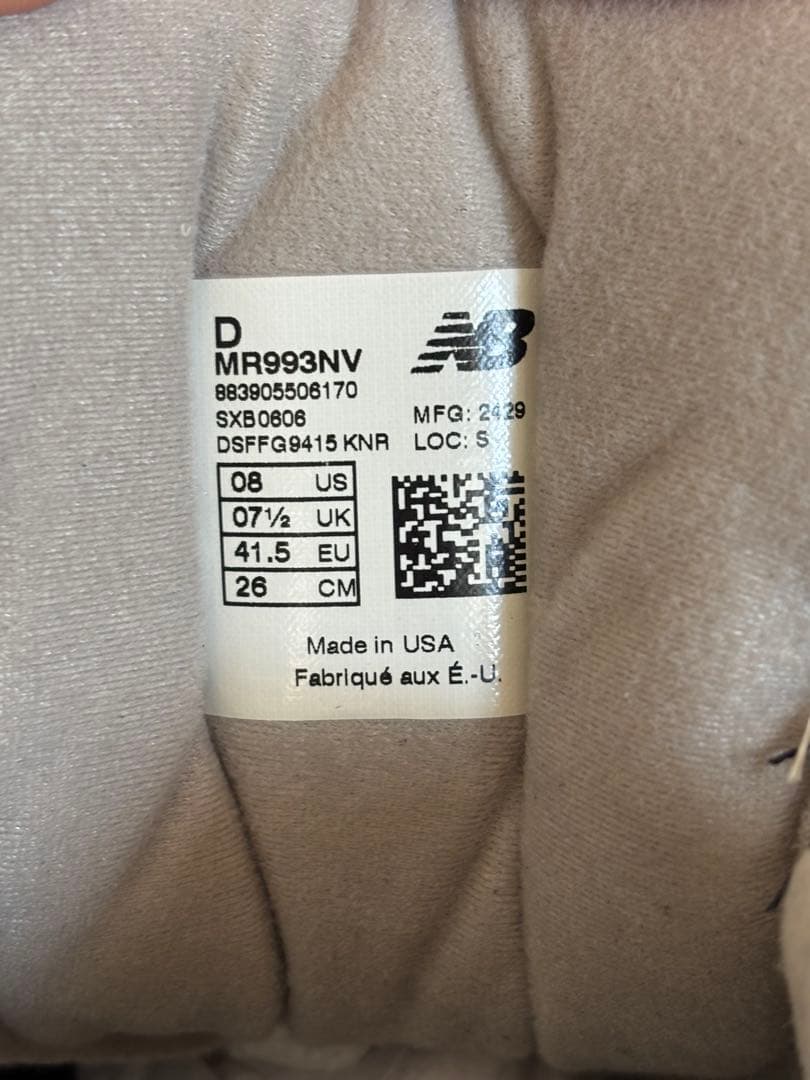 D
MR993NV
883905506170
SXB0606
DSFFG9415 KNR
NB
MFG: 2429
LOC: S
08 US
07½ UK
41.5 EU
26 CM
Made in USA
Fabriqué aux É.-U.